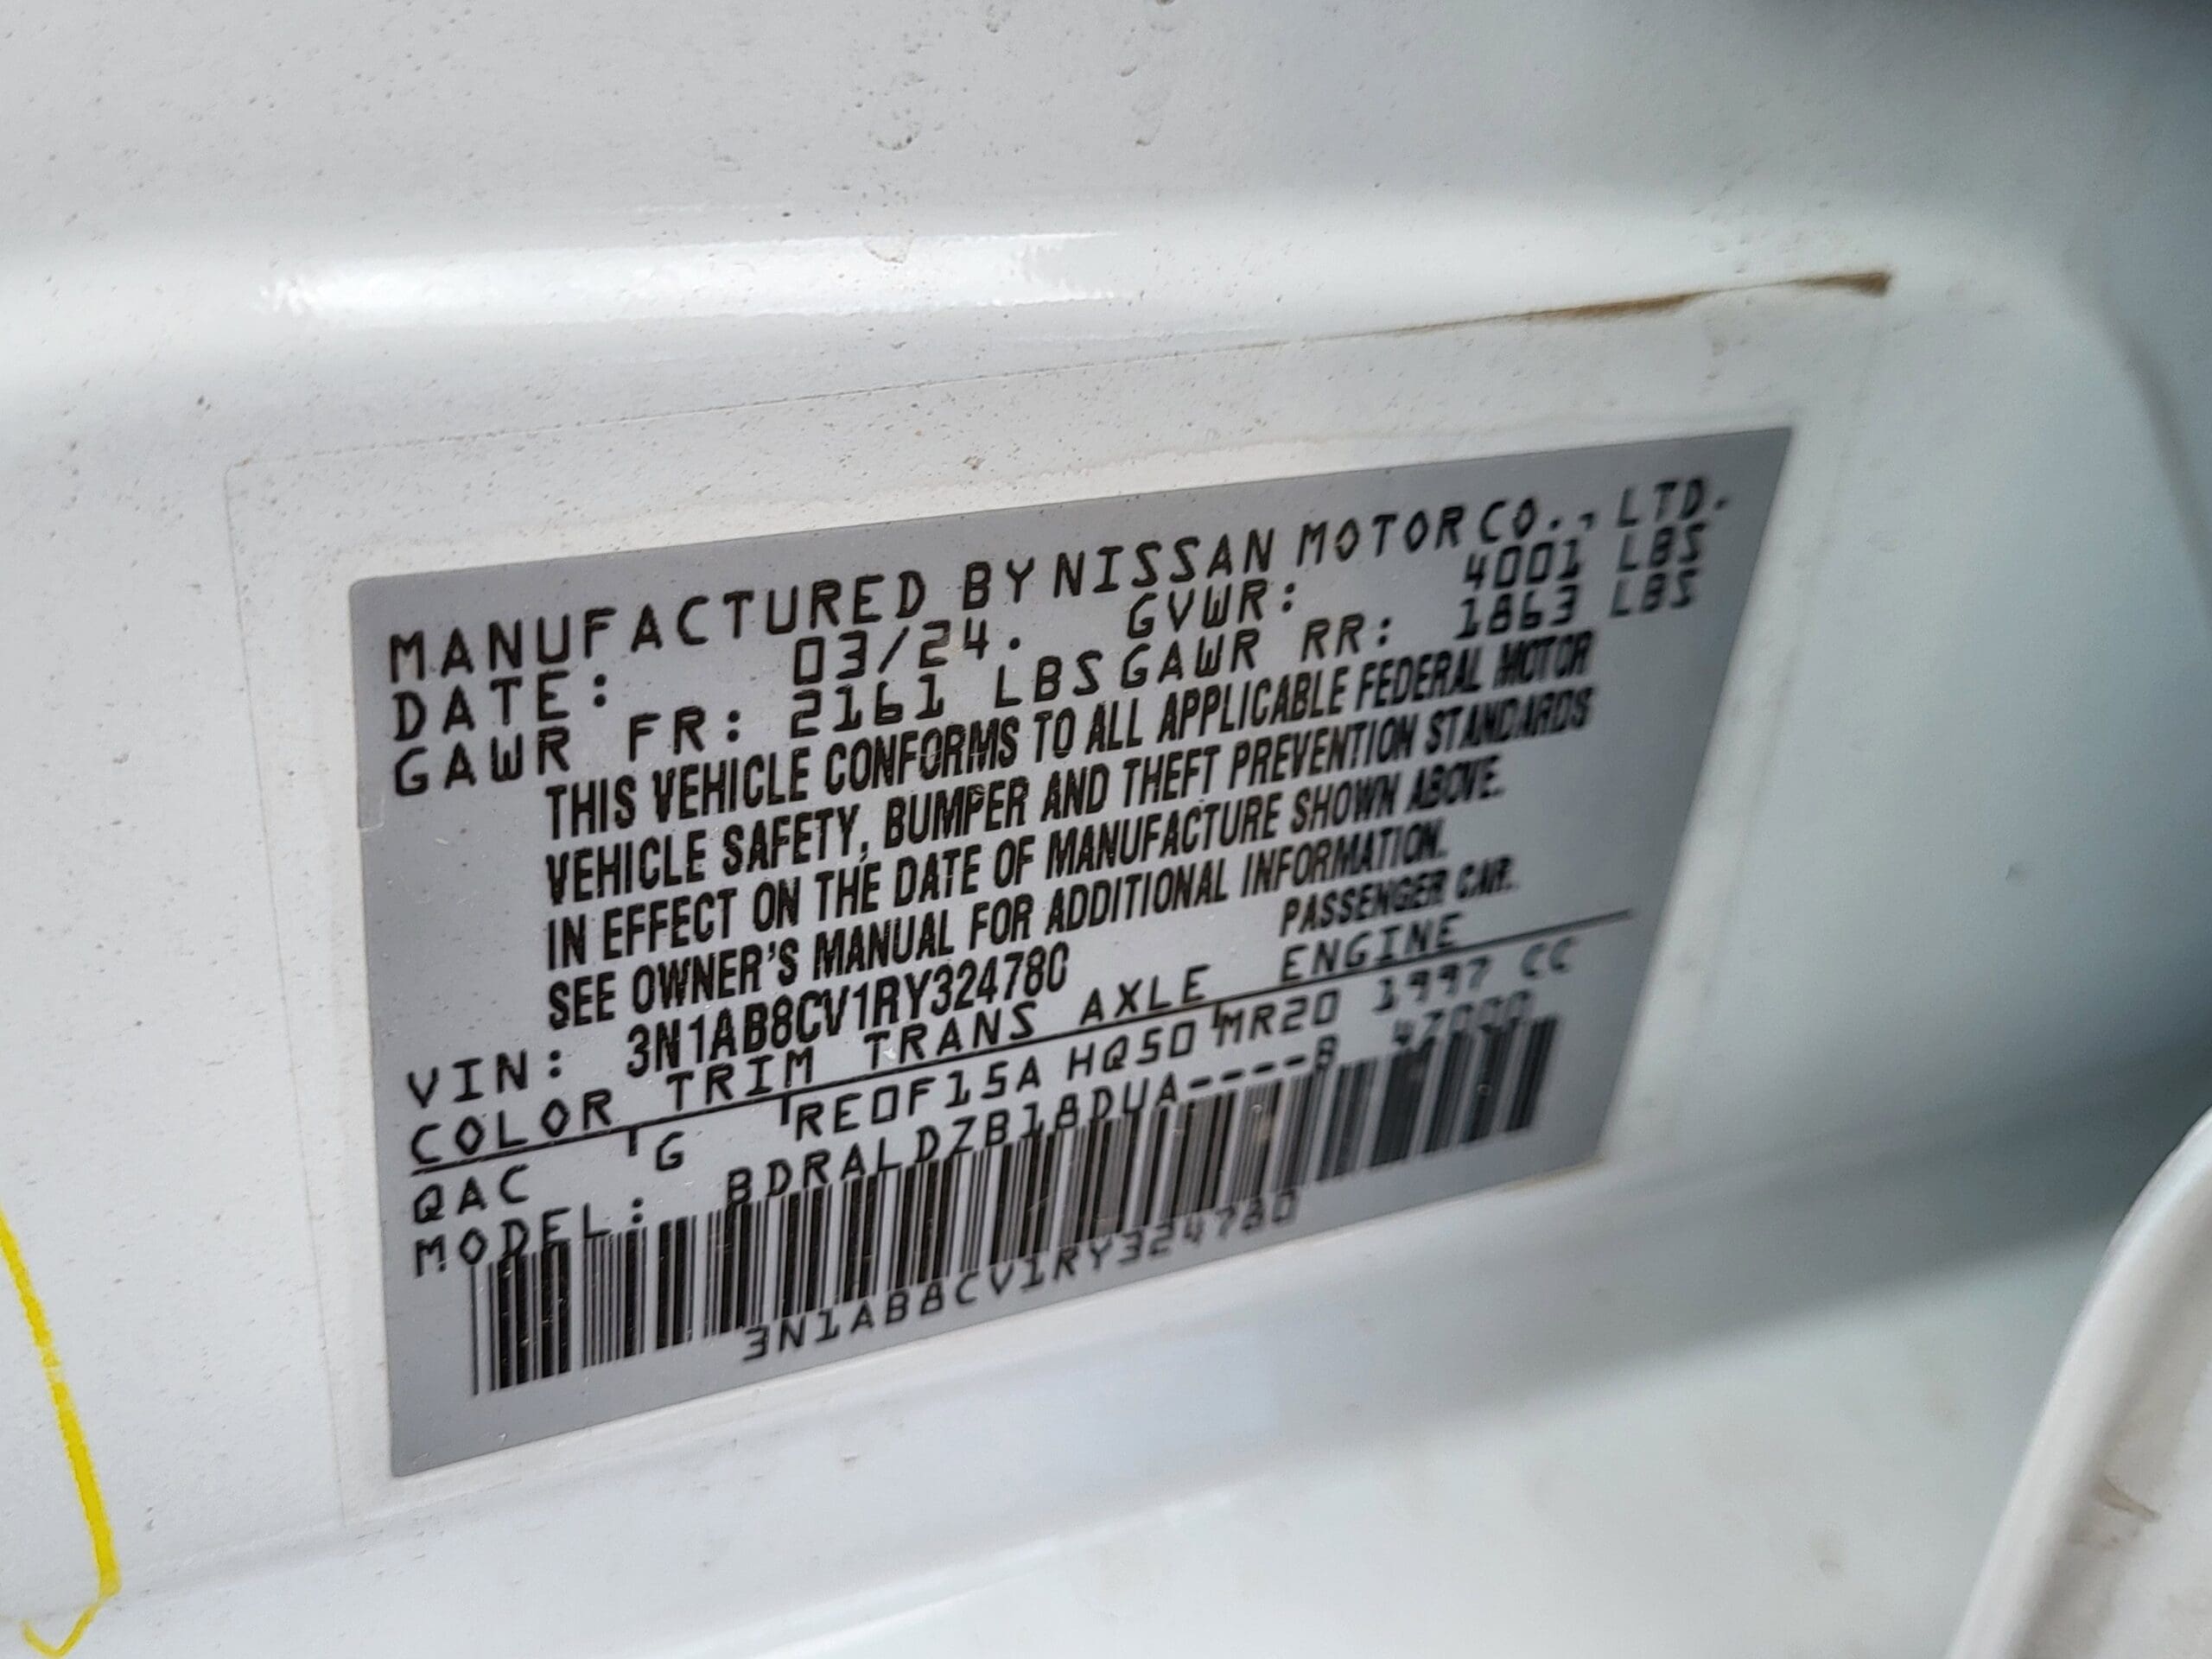 MANUFACTURED BY NISSAN MOTOR CO., LTD.
DATE: 03/24. GVWR: 4001 LBS
GAWR FR: 2161 LBS GAWR RR: 1863 LBS
THIS VEHICLE CONFORMS TO ALL APPLICABLE FEDERAL MOTOR
VEHICLE SAFETY, BUMPER AND THEFT PREVENTION STANDARDS
IN EFFECT ON THE DATE OF MANUFACTURE SHOWN ABOVE.
SEE OWNER'S MANUAL FOR ADDITIONAL INFORMATION.
VIN: 3N1AB8CV1RY324780 PASSENGER CAR.
COLOR TRIM TRANS AXLE ENGINE
QAC G RE0F15A HQ50 MR20 1997 CC
MODEL: BDRALDZB18DUA----B
3N1AB8CV1RY324780